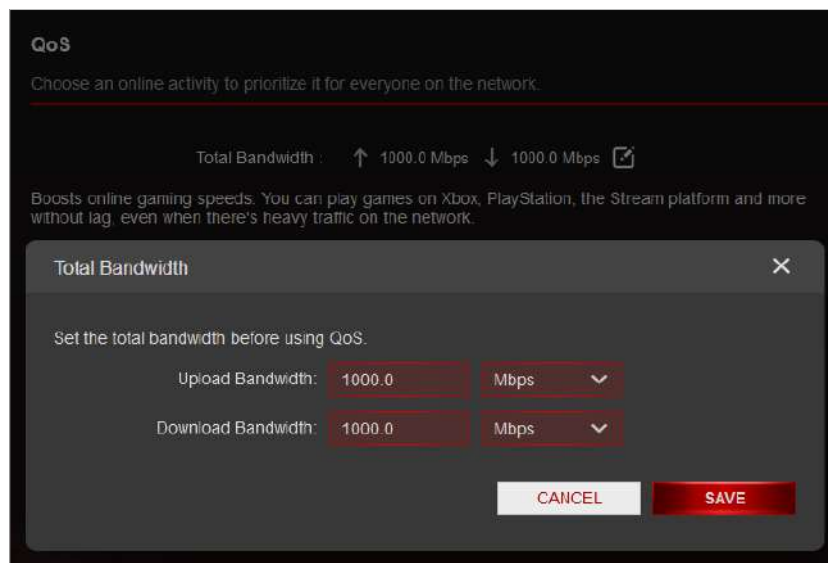 QoS
Choose an online activity to prioritize it for everyone on the network.
Total Bandwidth : ↑ 1000.0 Mbps ↓ 1000.0 Mbps
Boosts online gaming speeds. You can play games on Xbox, PlayStation, the Stream platform and more
without lag, even when there's heavy traffic on the network.
Total Bandwidth
Set the total bandwidth before using QoS.
Upload Bandwidth: 1000.0 Mbps
Download Bandwidth: 1000.0 Mbps
CANCEL SAVE